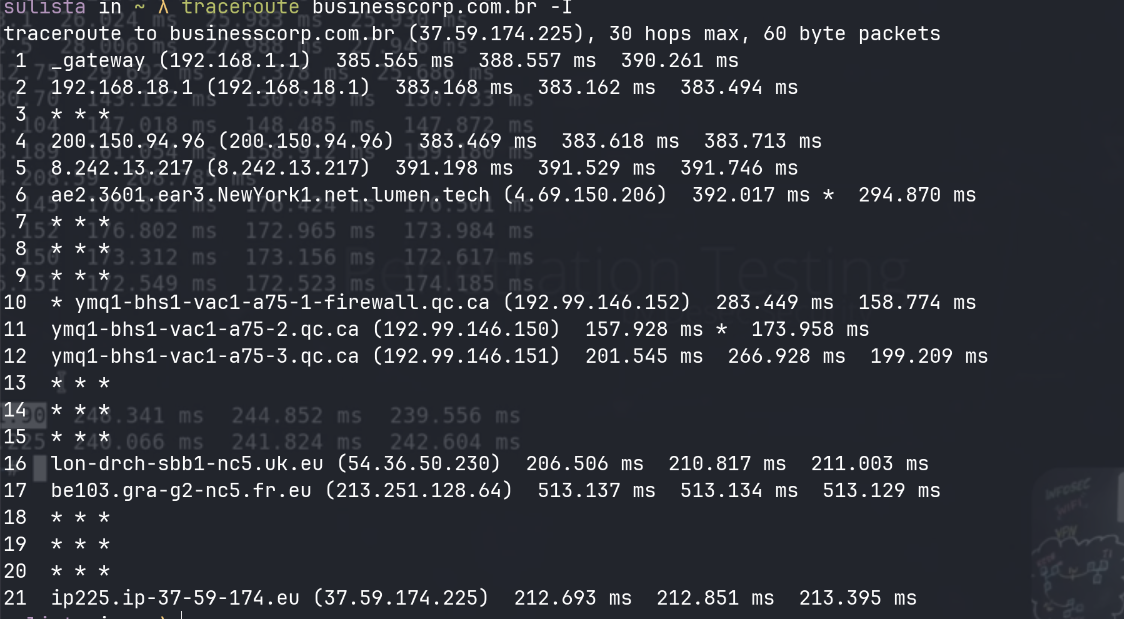 sulista in ~ λ traceroute businesscorp.com.br -I
traceroute to businesscorp.com.br (37.59.174.225), 30 hops max, 60 byte packets
1 _gateway (192.168.1.1) 385.565 ms 388.557 ms 390.261 ms
2 192.168.18.1 (192.168.18.1) 383.168 ms 383.162 ms 383.494 ms
3 * * *
4 200.150.94.96 (200.150.94.96) 383.469 ms 383.618 ms 383.713 ms
5 8.242.13.217 (8.242.13.217) 391.198 ms 391.529 ms 391.746 ms
6 ae2.3601.ear3.NewYork1.net.lumen.tech (4.69.150.206) 392.017 ms * 294.870 ms
7 * * *
8 * * *
9 * * *
10 * ymq1-bhs1-vac1-a75-1-firewall.qc.ca (192.99.146.152) 283.449 ms 158.774 ms
11 ymq1-bhs1-vac1-a75-2.qc.ca (192.99.146.150) 157.928 ms * 173.958 ms
12 ymq1-bhs1-vac1-a75-3.qc.ca (192.99.146.151) 201.545 ms 266.928 ms 199.209 ms
13 * * *
14 * * *
15 * * *
16 lon-drch-sbb1-nc5.uk.eu (54.36.50.230) 206.506 ms 210.817 ms 211.003 ms
17 be103.gra-g2-nc5.fr.eu (213.251.128.64) 513.137 ms 513.134 ms 513.129 ms
18 * * *
19 * * *
20 * * *
21 ip225.ip-37-59-174.eu (37.59.174.225) 212.693 ms 212.851 ms 213.395 ms